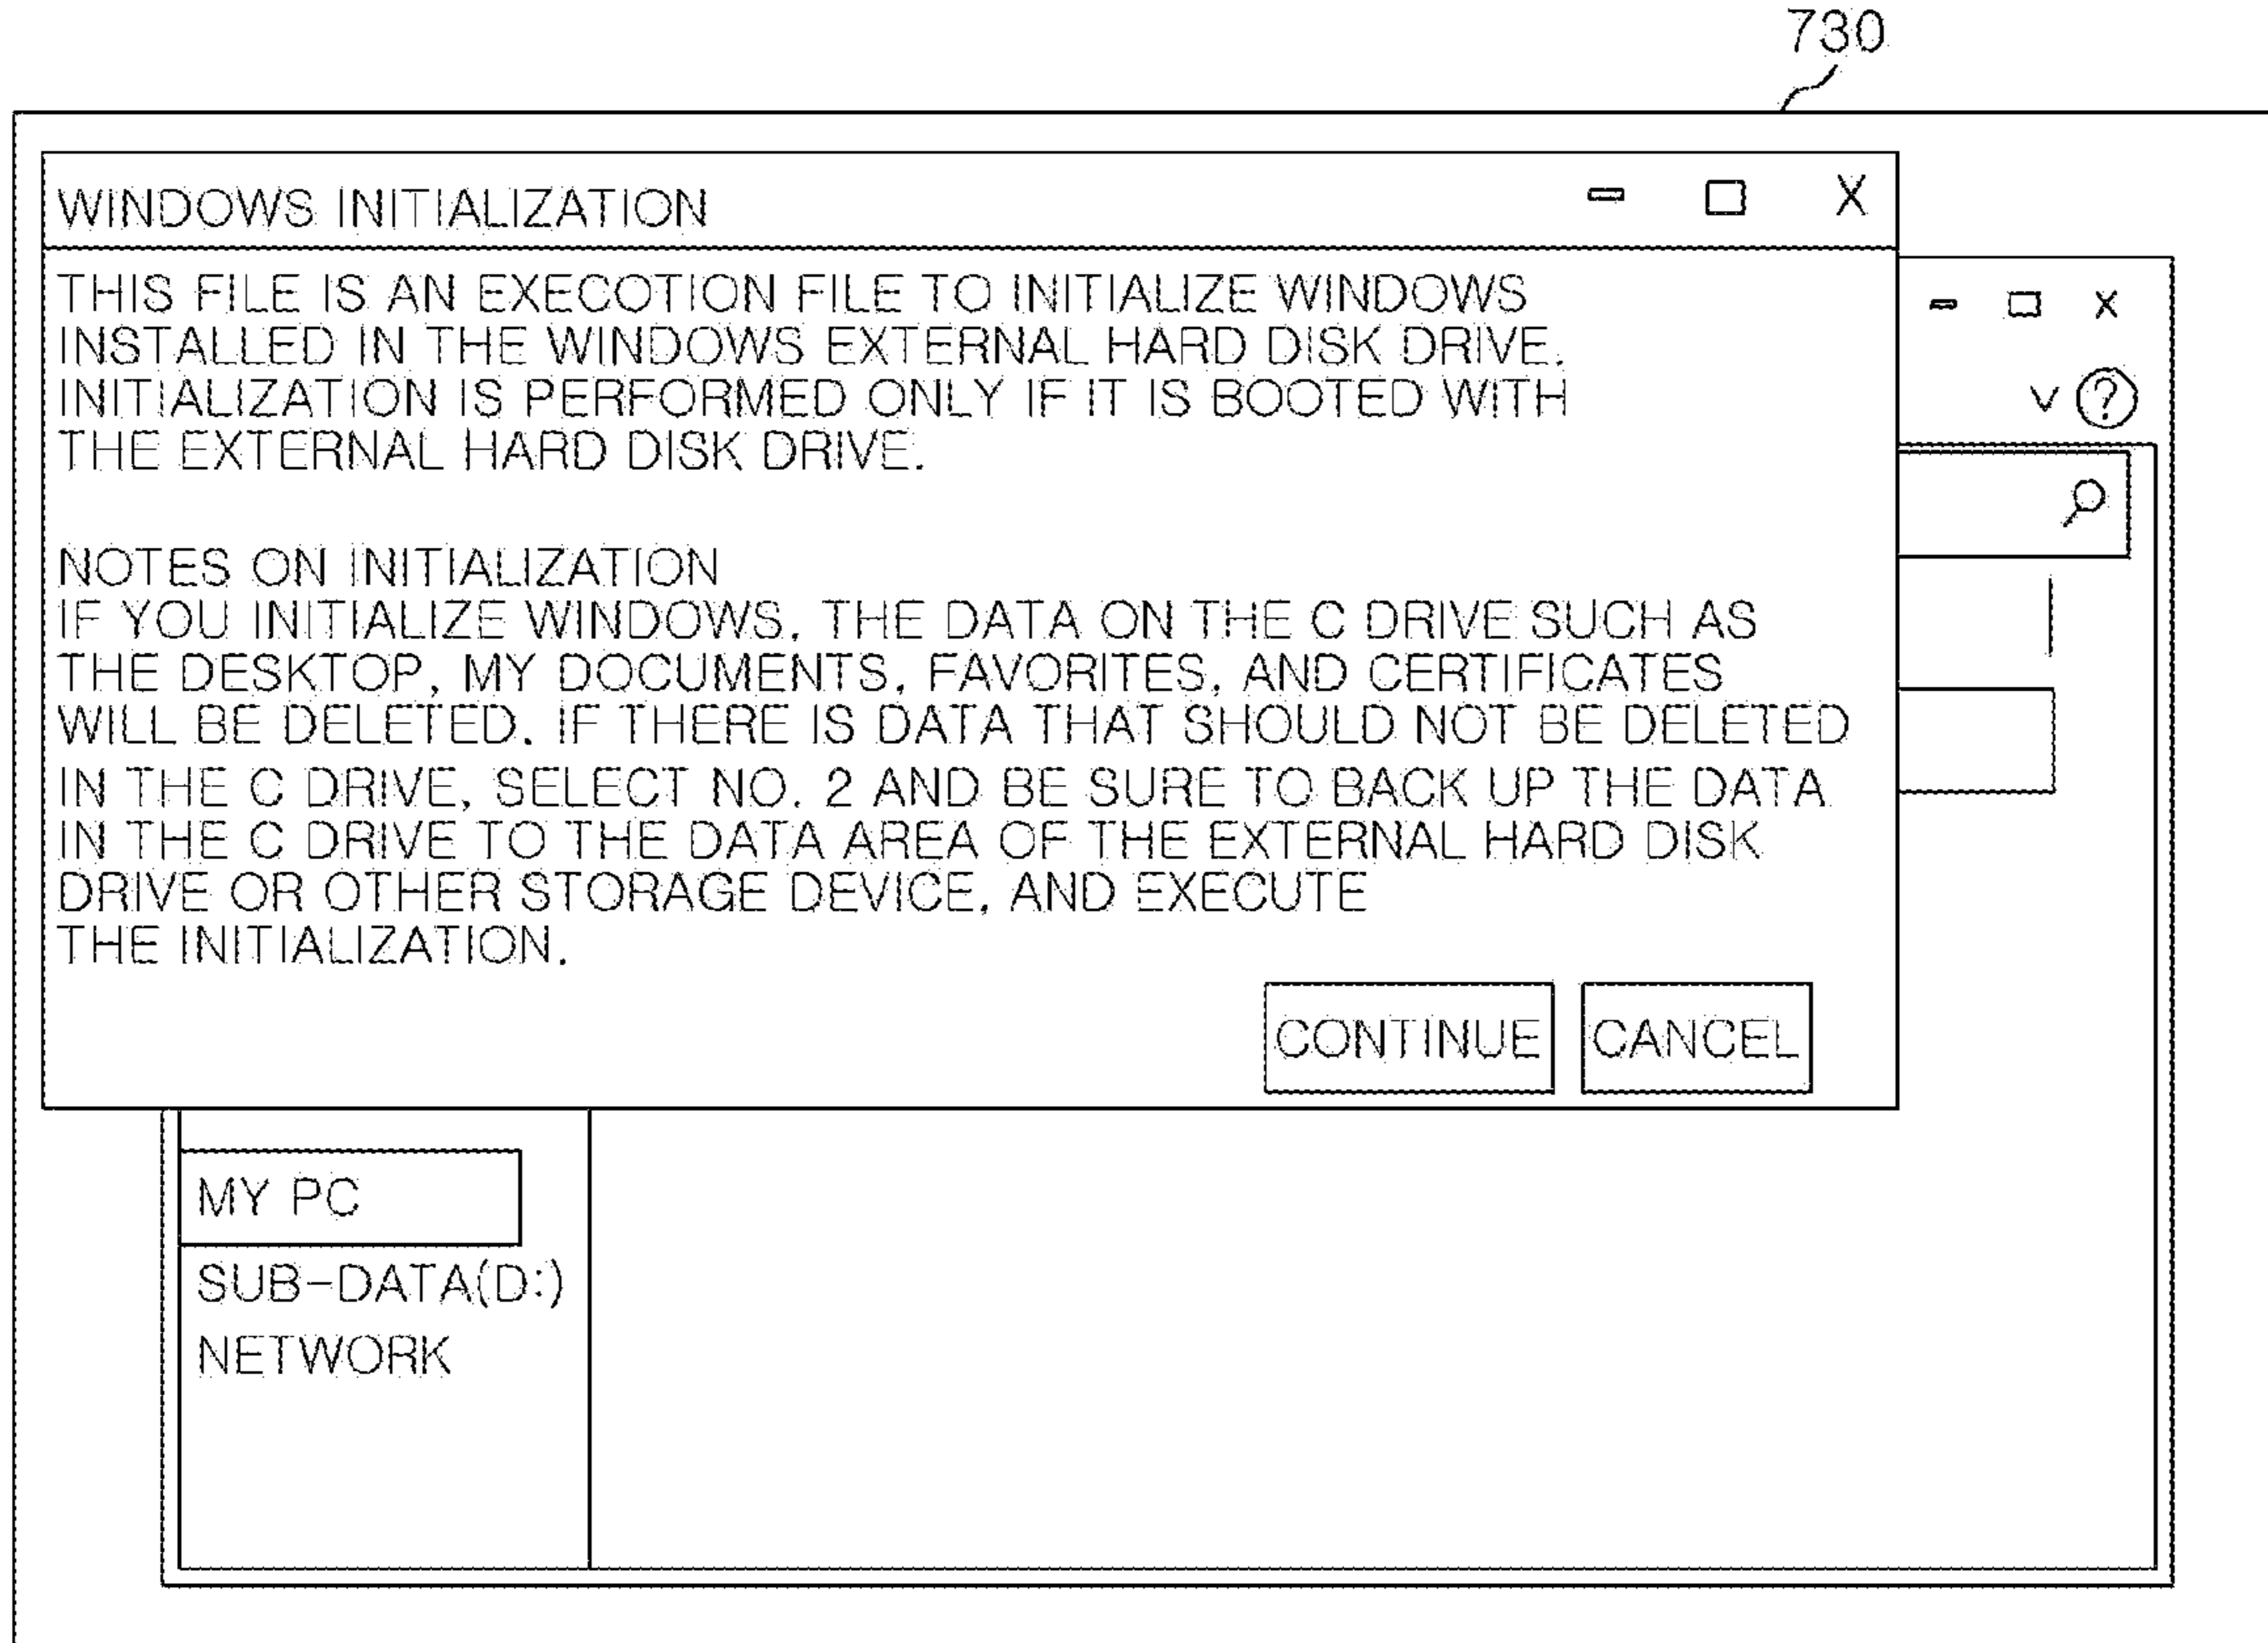 730
WINDOWS INITIALIZATION
THIS FILE IS AN EXECOTION FILE TO INITIALIZE WINDOWS
INSTALLED IN THE WINDOWS EXTERNAL HARD DISK DRIVE.
INITIALIZATION IS PERFORMED ONLY IF IT IS BOOTED WITH
THE EXTERNAL HARD DISK DRIVE.
NOTES ON INITIALIZATION
IF YOU INITIALIZE WINDOWS, THE DATA ON THE C DRIVE SUCH AS
THE DESKTOP, MY DOCUMENTS, FAVORITES, AND CERTIFICATES
WILL BE DELETED. IF THERE IS DATA THAT SHOULD NOT BE DELETED
IN THE C DRIVE, SELECT NO. 2 AND BE SURE TO BACK UP THE DATA
IN THE C DRIVE TO THE DATA AREA OF THE EXTERNAL HARD DISK
DRIVE OR OTHER STORAGE DEVICE, AND EXECUTE
THE INITIALIZATION.
CONTINUE CANCEL
MY PC
SUB-DATA(D:)
NETWORK